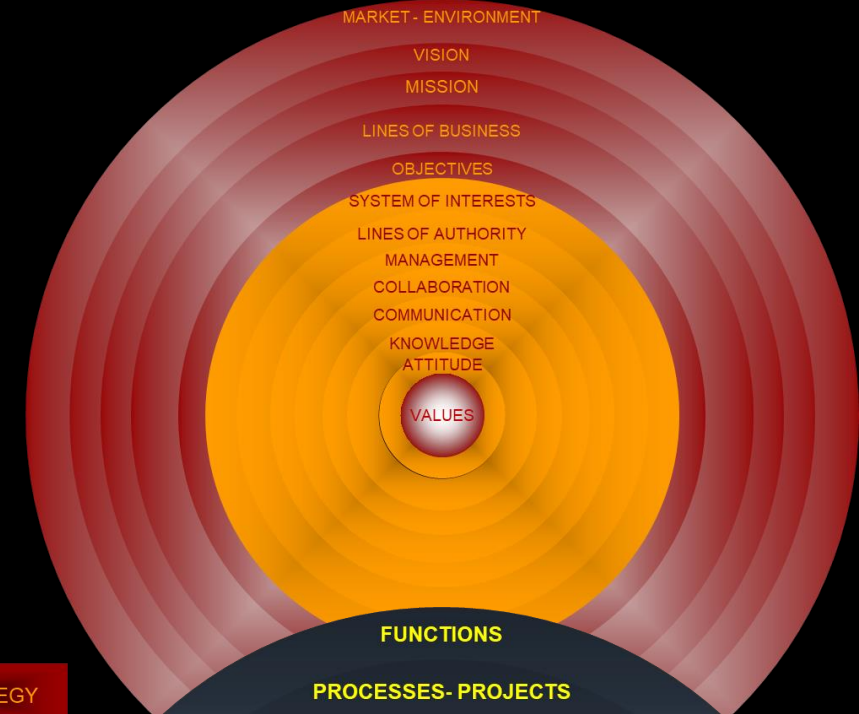 MARKET - ENVIRONMENT
VISION
MISSION
LINES OF BUSINESS
OBJECTIVES
SYSTEM OF INTERESTS
LINES OF AUTHORITY
MANAGEMENT
COLLABORATION
COMMUNICATION
KNOWLEDGE
ATTITUDE
VALUES
FUNCTIONS
PROCESSES- PROJECTS
EGY